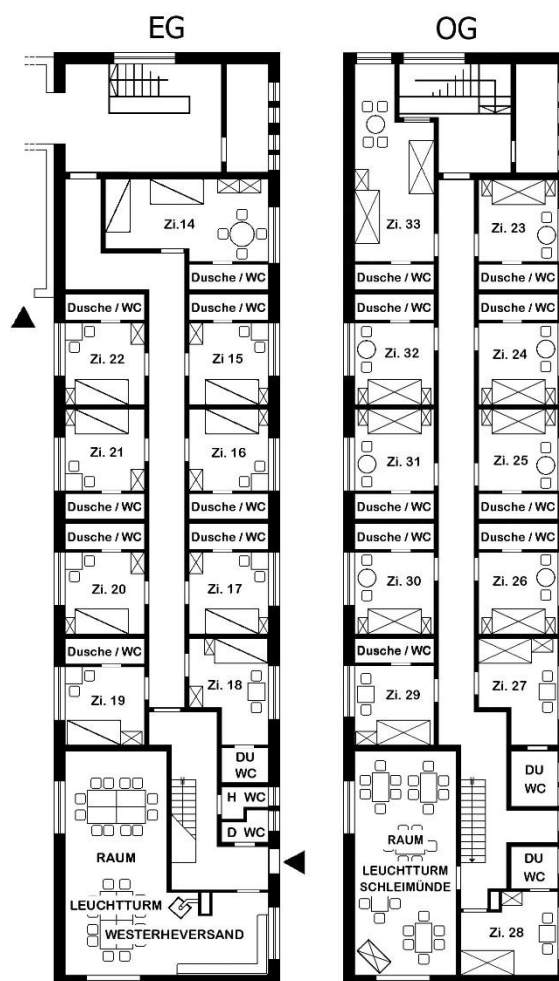 EG
Zi.14
Dusche / WC
Dusche / WC
Dusche / WC
Zi. 22
Zi 15
Zi. 21
Zi. 16
Dusche / WC
Dusche / WC
Dusche / WC
Dusche / WC
Zi. 20
Zi. 17
Dusche / WC
Zi. 18
Zi. 19
DU
WC
H WC
D WC
RAUM
LEUCHTTURM
WESTERHEVERSAND
OG
Zi. 33
Zi. 23
Dusche / WC
Dusche / WC
Dusche / WC
Dusche / WC
Zi. 32
Zi. 24
Zi. 31
Zi. 25
Dusche / WC
Dusche / WC
Dusche / WC
Dusche / WC
Zi. 30
Zi. 26
Dusche / WC
Zi. 27
Zi. 29
DU
WC
RAUM
LEUCHTTURM
SCHLEIMÜNDE
DU
WC
Zi. 28